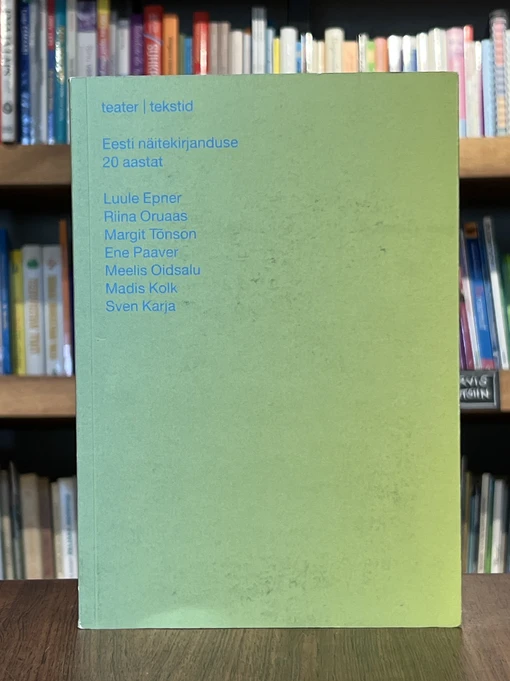 teater | tekstid
Eesti näitekirjanduse
20 aastat
Luule Epner
Riina Oruaas
Margit Tõnson
Ene Paaver
Meelis Oidsalu
Madis Kolk
Sven Karja